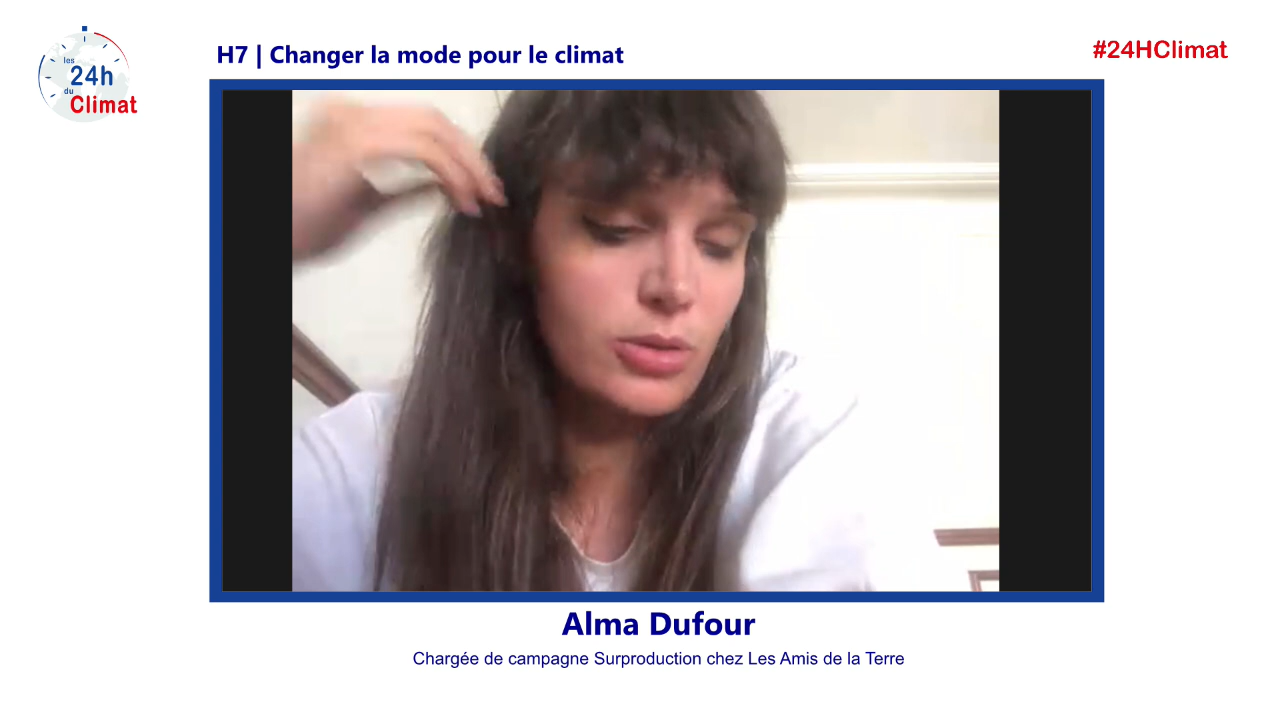 les
24h
du
Climat
H7 | Changer la mode pour le climat
#24HClimat
Alma Dufour
Chargée de campagne Surproduction chez Les Amis de la Terre